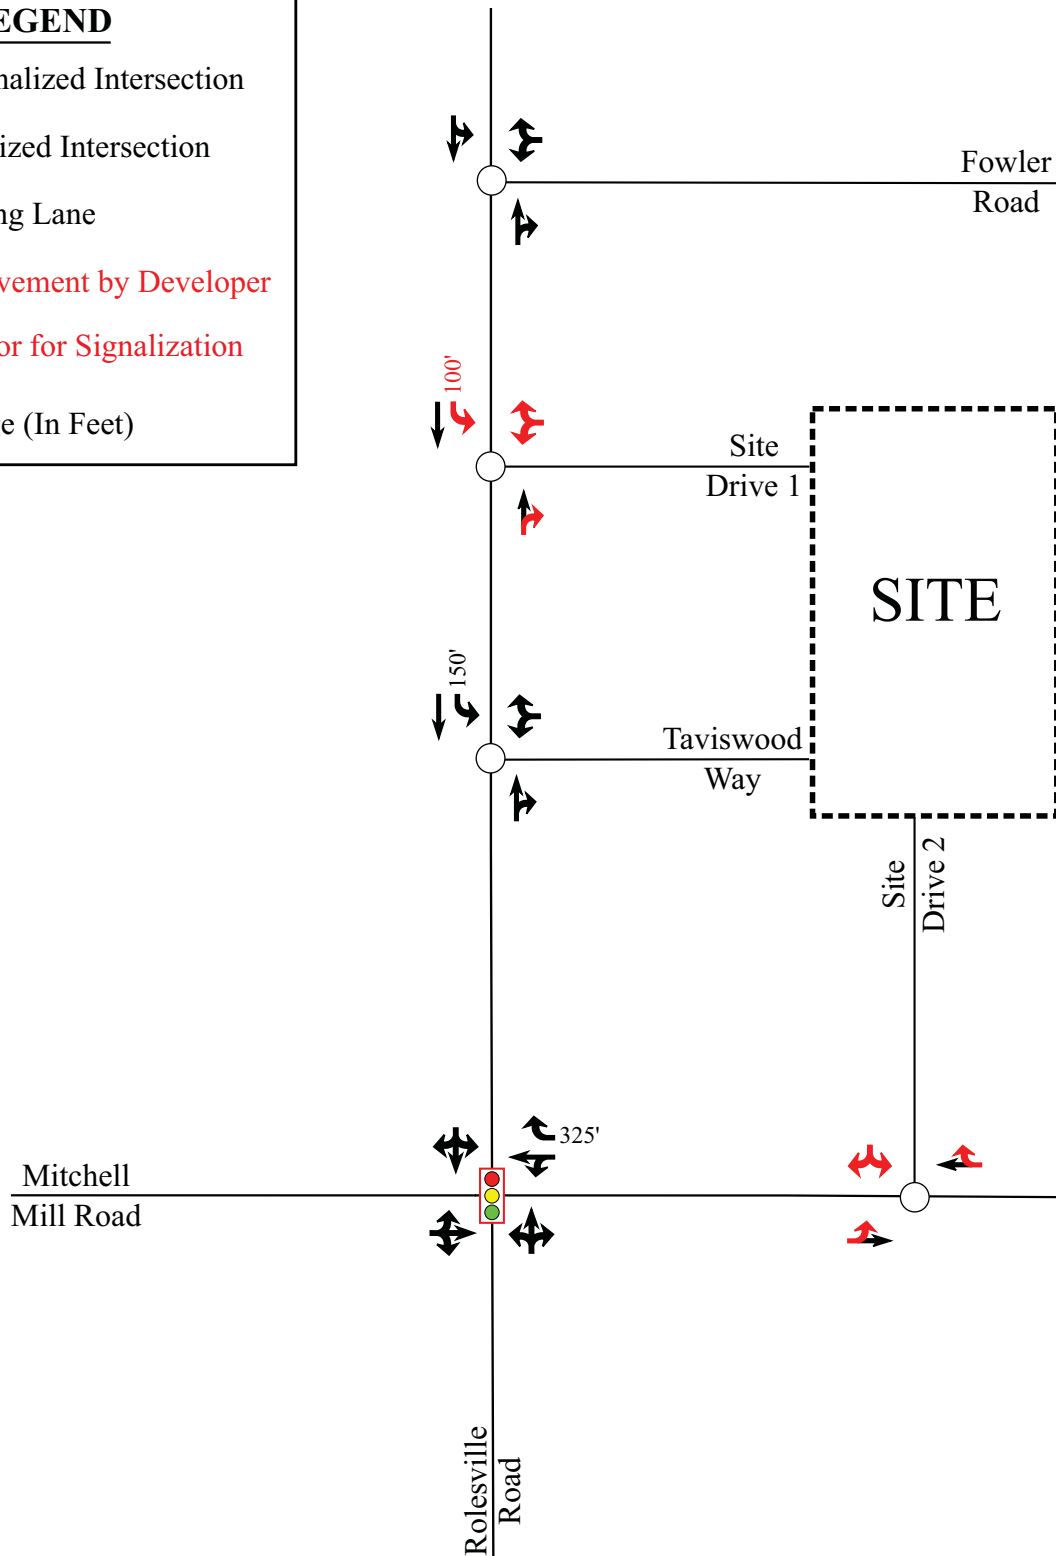 EGEND
nalized Intersection
ized Intersection
ng Lane
vement by Developer
or for Signalization
e (In Feet)
Fowler
Road
100'
Site
Drive 1
SITE
150'
Taviswood
Way
Site
Drive 2
325'
Mitchell
Mill Road
Rolesville
Road